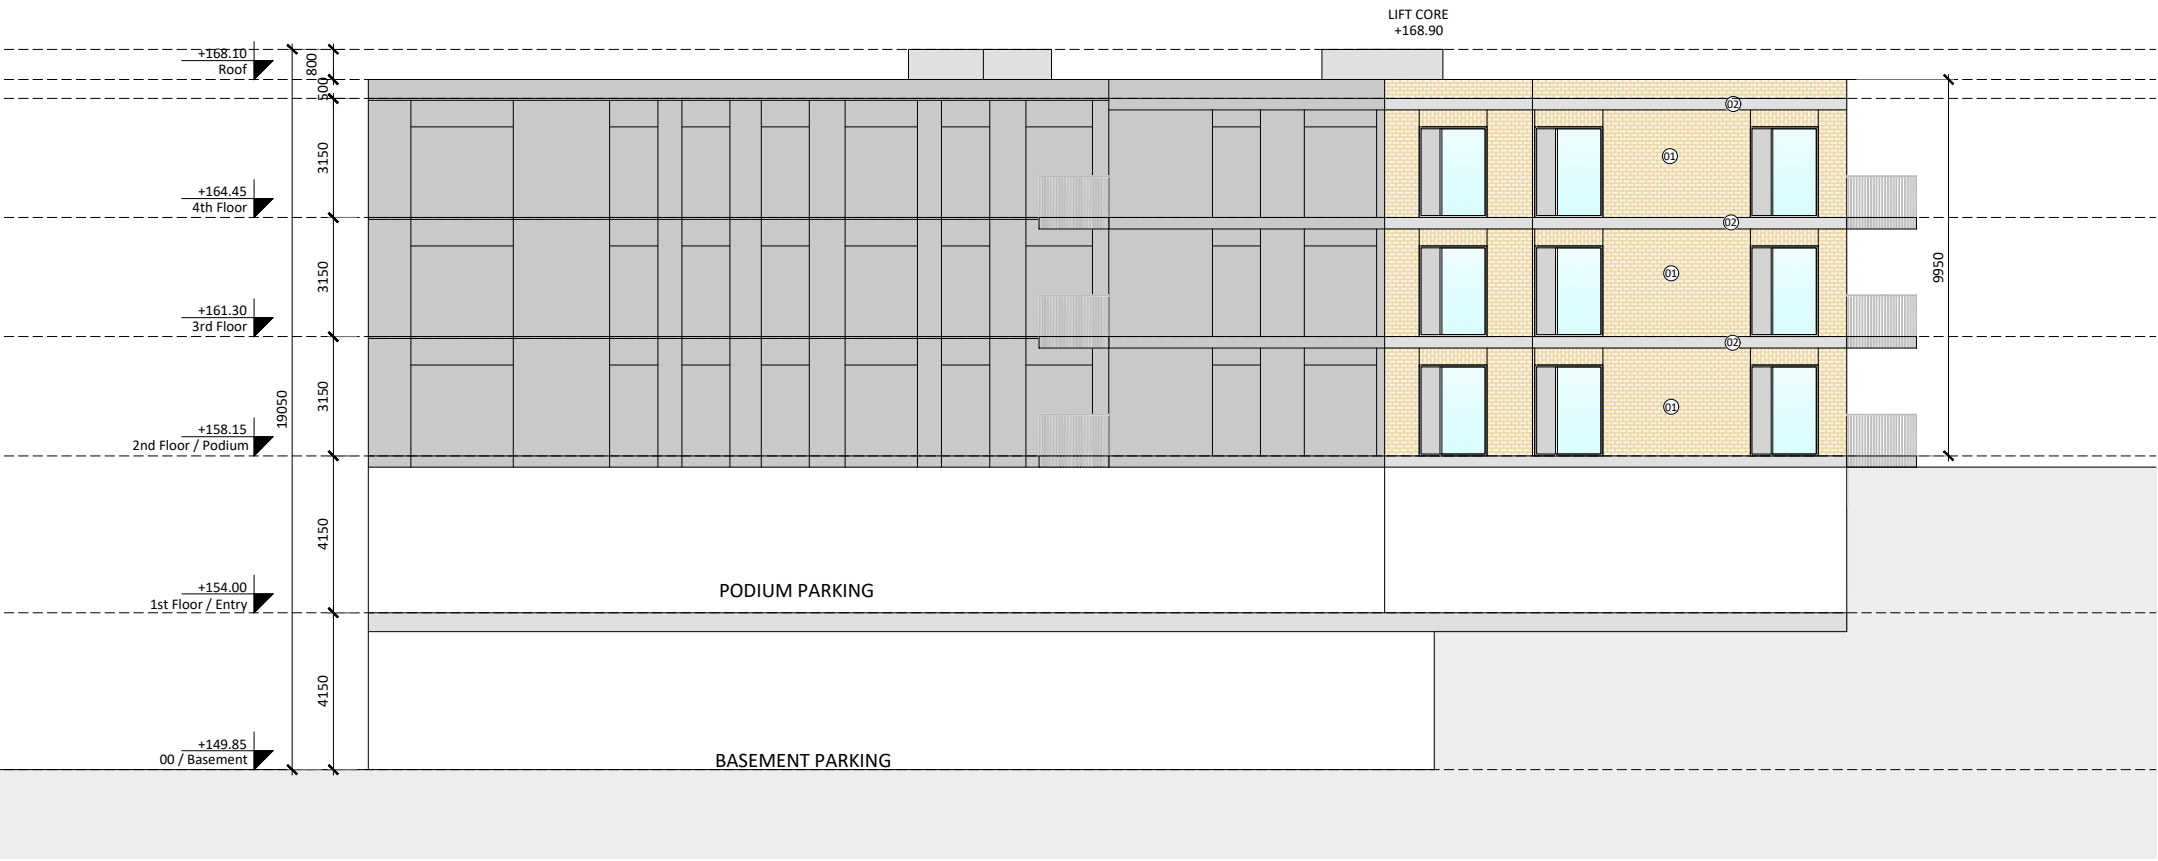 LIFT CORE
+168.90
+168.10
Roof
800
500
02
3150
01
+164.45
4th Floor
02
3150
01
9950
+161.30
3rd Floor
02
19050
3150
01
+158.15
2nd Floor / Podium
4150
+154.00
1st Floor / Entry
PODIUM PARKING
4150
+149.85
00 / Basement
BASEMENT PARKING